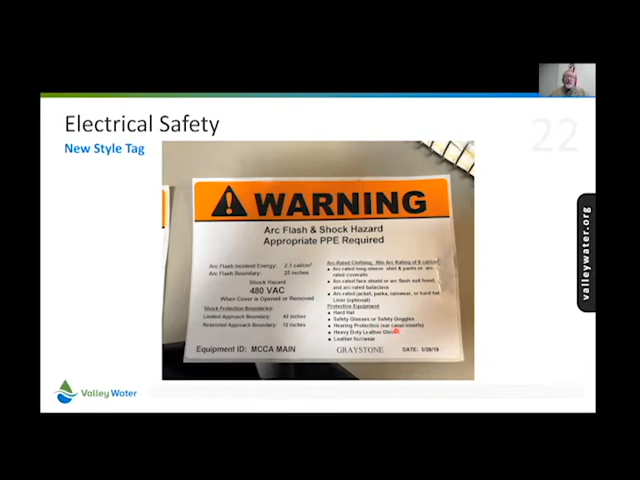 Electrical Safety
New Style Tag
22
WARNING
Arc Flash & Shock Hazard
Appropriate PPE Required
Arc Flash Incident Energy: 2.1 cal/cm²
Arc Flash Boundary: 25 inches
Shock Hazard
480 VAC
When Cover is Opened or Removed
Shock Protection Boundaries:
Limited Approach Boundary: 42 inches
Restricted Approach Boundary: 12 inches
Arc-Rated Clothing, Min Arc Rating of 8 cal/cm²
Arc-rated long-sleeve shirt & pants or arc-
rated coveralls
Arc-rated face shield or arc flash suit hood,
and arc-rated balaclava
Arc-rated jacket, parka, rainwear, or hard hat
liner (optional)
Protective Equipment
Hard Hat
Safety Glasses or Safety Goggles
Hearing Protection (ear canal inserts)
Heavy Duty Leather
Leather footwear
Equipment ID: MCCA MAIN
GRAYSTONE
DATE: 3/28/19
valleywater.org
Valley Water